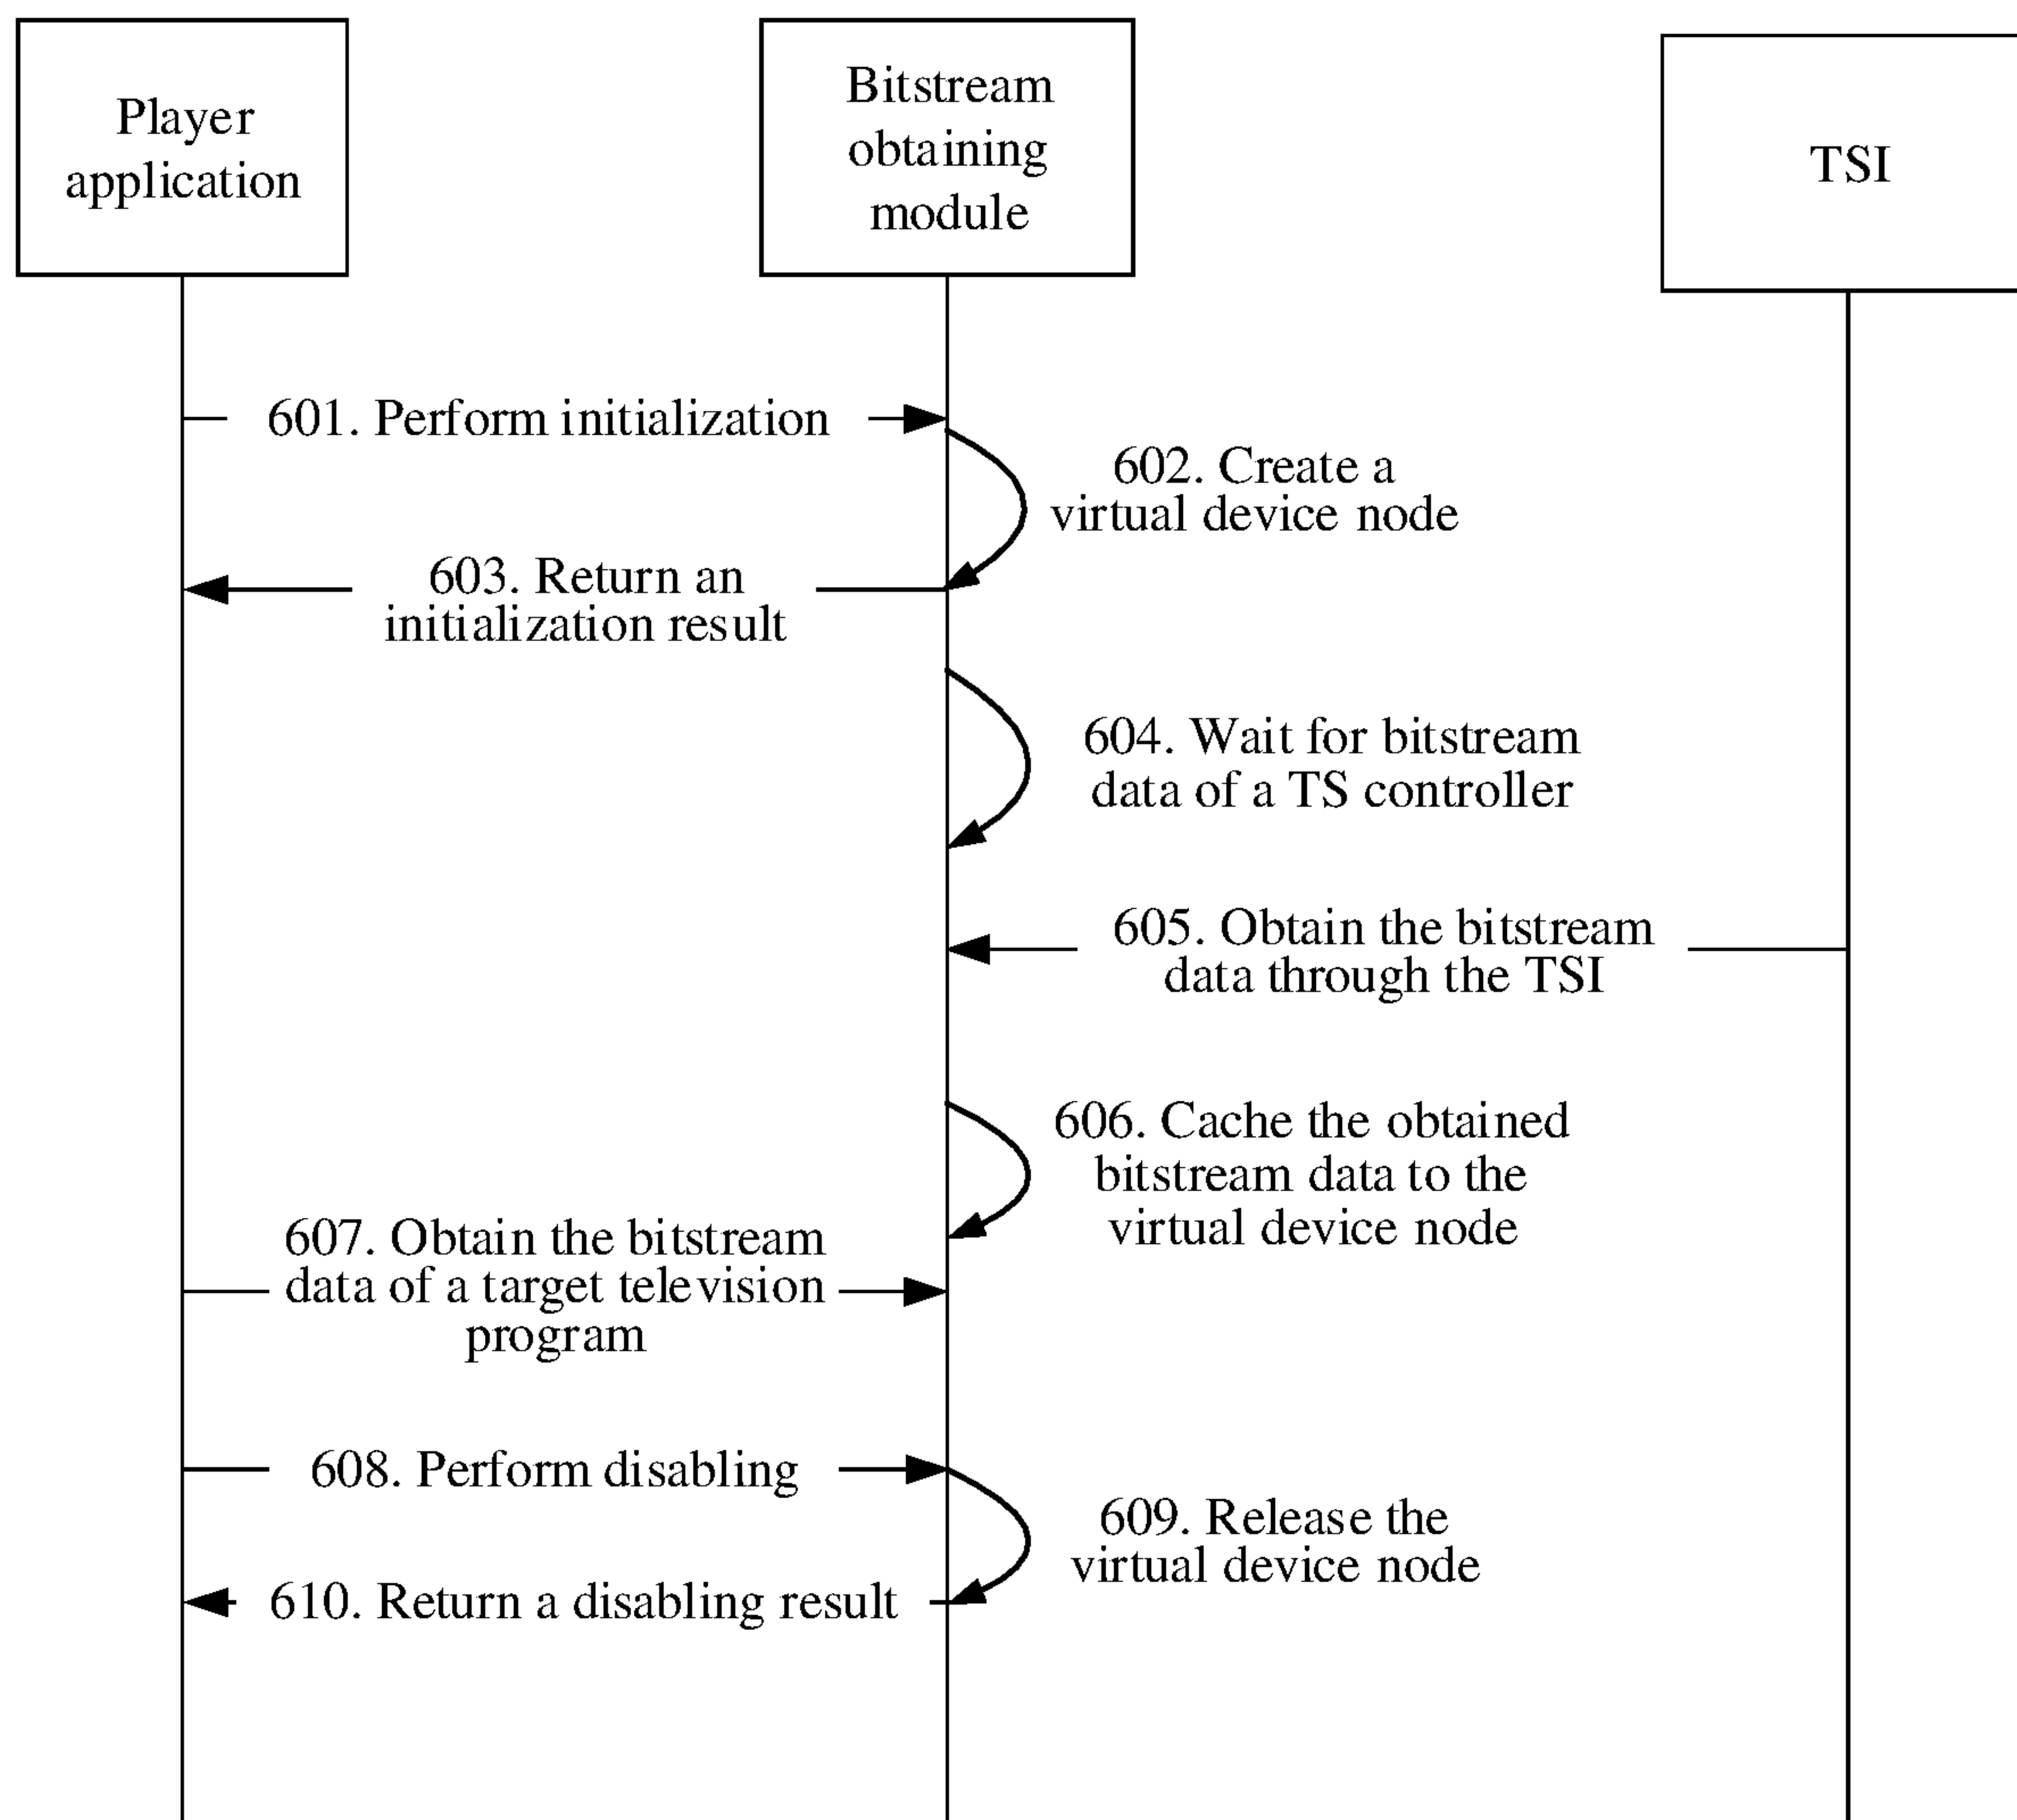 Player
application
Bitstream
obtaining
module
TSI
601. Perform initialization
602. Create a
virtual device node
603. Return an
initialization result
604. Wait for bitstream
data of a TS controller
605. Obtain the bitstream
data through the TSI
606. Cache the obtained
bitstream data to the
virtual device node
607. Obtain the bitstream
data of a target television
program
608. Perform disabling
609. Release the
virtual device node
610. Return a disabling result